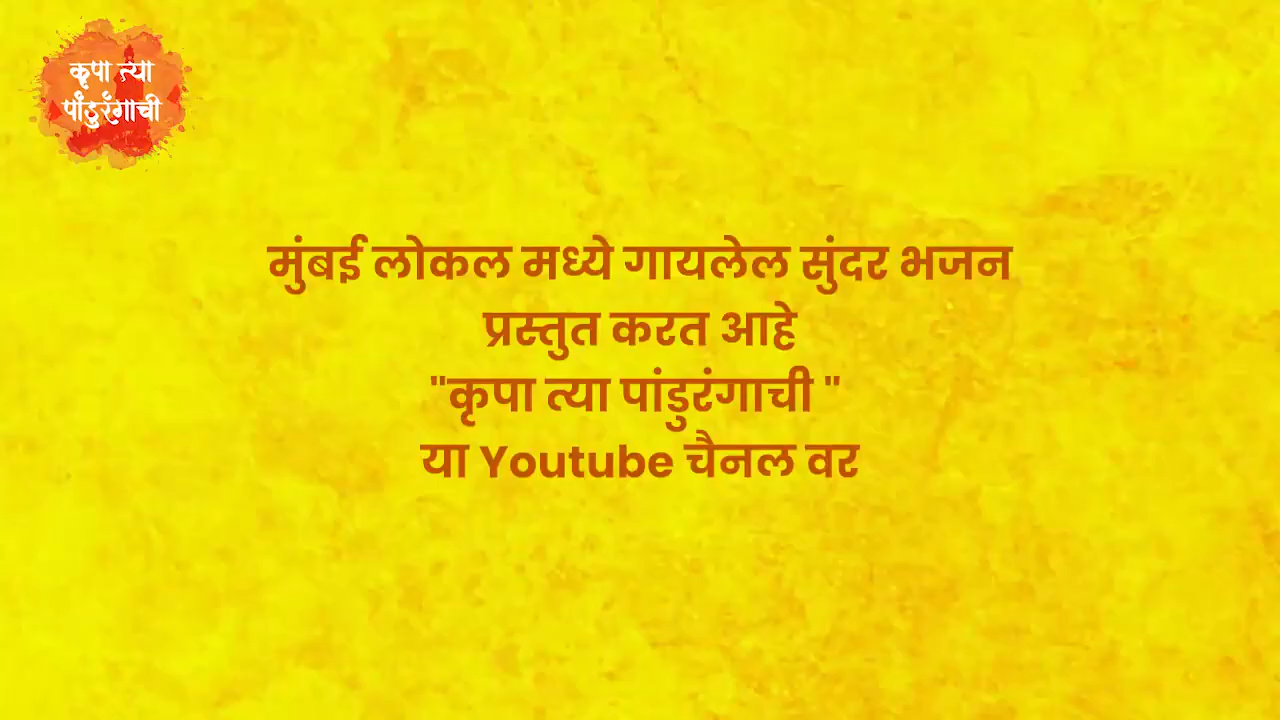 कृपा त्या
पांडुरंगाची
मुंबई लोकल मध्ये गायलेल सुंदर भजन
प्रस्तुत करत आहे
"कृपा त्या पांडुरंगाची "
या Youtube चैनल वर